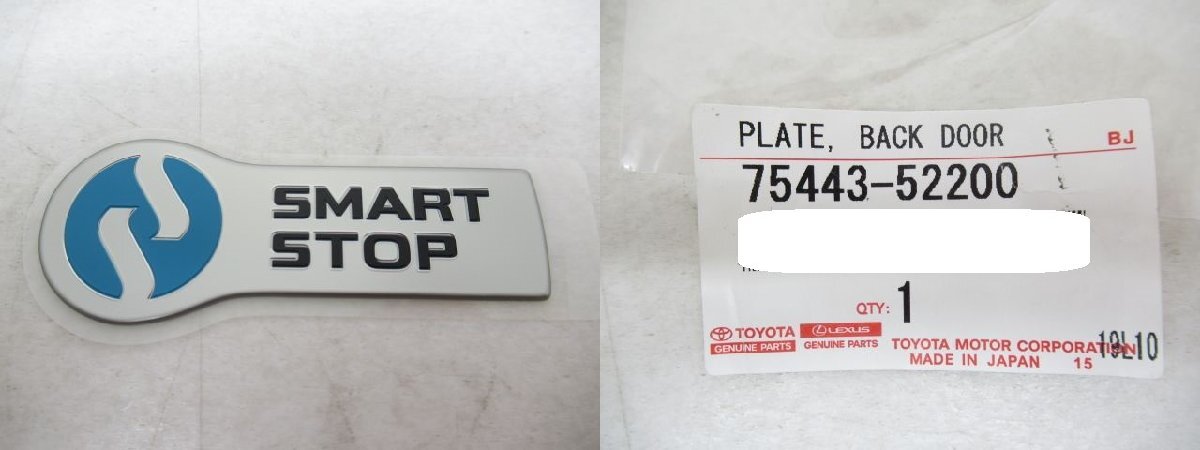 SMART
STOP
PLATE, BACK DOOR
BJ
75443-52200
QTY: 1
TOYOTA
GENUINE PARTS
LEXUS
GENUINE PARTS
TOYOTA MOTOR CORPORATION
19L10
MADE IN JAPAN 15